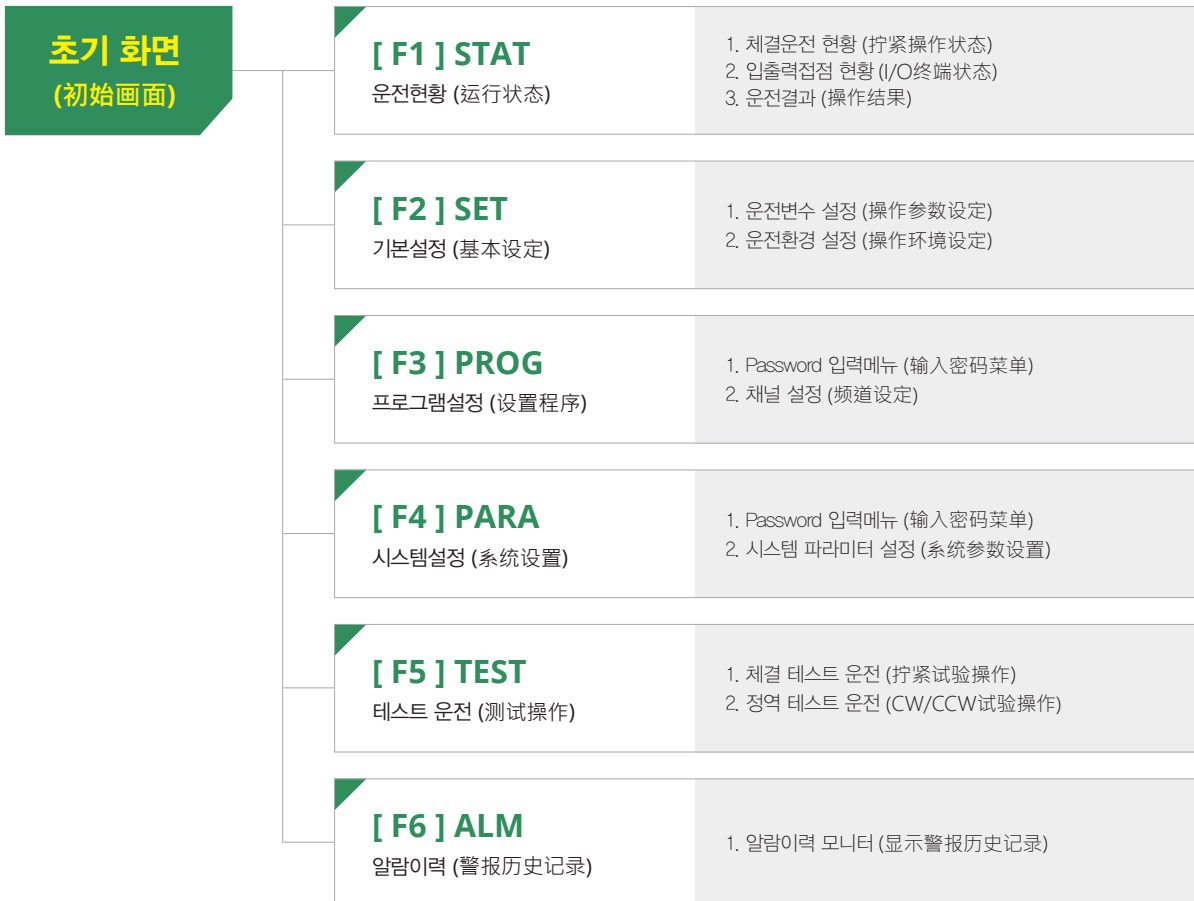 초기 화면
(初始画面)
[ F1 ] STAT
운전현황 (运行状态)
1. 체결운전 현황 (拧紧操作状态)
2. 입출력접점 현황 (I/O终端状态)
3. 운전결과 (操作结果)
[ F2 ] SET
기본설정 (基本设定)
1. 운전변수 설정 (操作参数设定)
2. 운전환경 설정 (操作环境设定)
[ F3 ] PROG
프로그램설정 (设置程序)
1. Password 입력메뉴 (输入密码菜单)
2. 채널 설정 (频道设定)
[ F4 ] PARA
시스템설정 (系统设置)
1. Password 입력메뉴 (输入密码菜单)
2. 시스템 파라미터 설정 (系统参数设置)
[ F5 ] TEST
테스트 운전 (测试操作)
1. 체결 테스트 운전 (拧紧试验操作)
2. 정역 테스트 운전 (CW/CCW试验操作)
[ F6 ] ALM
알람이력 (警报历史记录)
1. 알람이력 모니터 (显示警报历史记录)